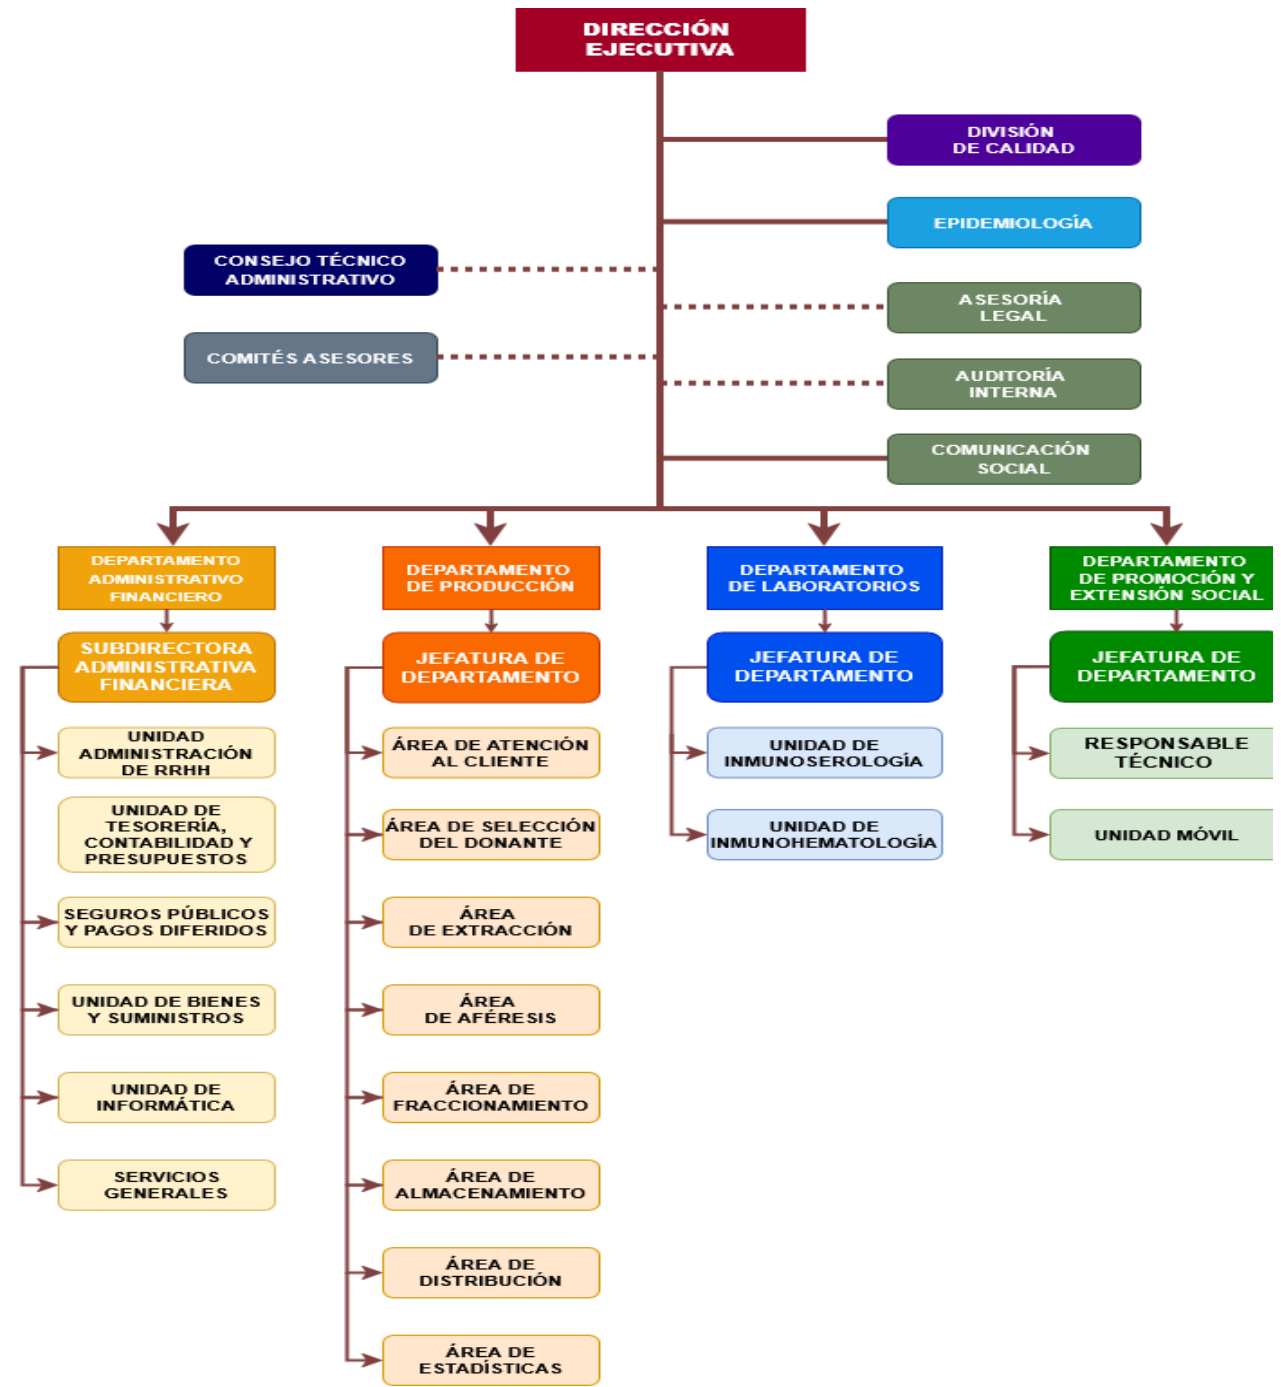 DIRECCIÓN
EJECUTIVA
DIVISIÓN
DE CALIDAD
EPIDEMIOLOGÍA
CONSEJO TÉCNICO
ADMINISTRATIVO
ASESORÍA
LEGAL
COMITÉS ASESORES
AUDITORÍA
INTERNA
COMUNICACIÓN
SOCIAL
DEPARTAMENTO
ADMINISTRATIVO
FINANCIERO
SUBDIRECTORA
ADMINISTRATIVA
FINANCIERA
UNIDAD
ADMINISTRACIÓN
DE RRHH
UNIDAD DE
TESORERÍA,
CONTABILIDAD Y
PRESUPUESTOS
SEGUROS PÚBLICOS
Y PAGOS DIFERIDOS
UNIDAD DE BIENES
Y SUMINISTROS
UNIDAD DE
INFORMÁTICA
SERVICIOS
GENERALES
DEPARTAMENTO
DE PRODUCCIÓN
JEFATURA DE
DEPARTAMENTO
ÁREA DE ATENCIÓN
AL CLIENTE
ÁREA DE SELECCIÓN
DEL DONANTE
ÁREA
DE EXTRACCIÓN
ÁREA
DE AFÉRESIS
ÁREA DE
FRACCIONAMIENTO
ÁREA DE
ALMACENAMIENTO
ÁREA DE
DISTRIBUCIÓN
ÁREA DE
ESTADÍSTICAS
DEPARTAMENTO
DE LABORATORIOS
JEFATURA DE
DEPARTAMENTO
UNIDAD DE
INMUNOSEROLOGÍA
UNIDAD DE
INMUNOHEMATOLOGÍA
DEPARTAMENTO
DE PROMOCIÓN Y
EXTENSIÓN SOCIAL
JEFATURA DE
DEPARTAMENTO
RESPONSABLE
TÉCNICO
UNIDAD MÓVIL